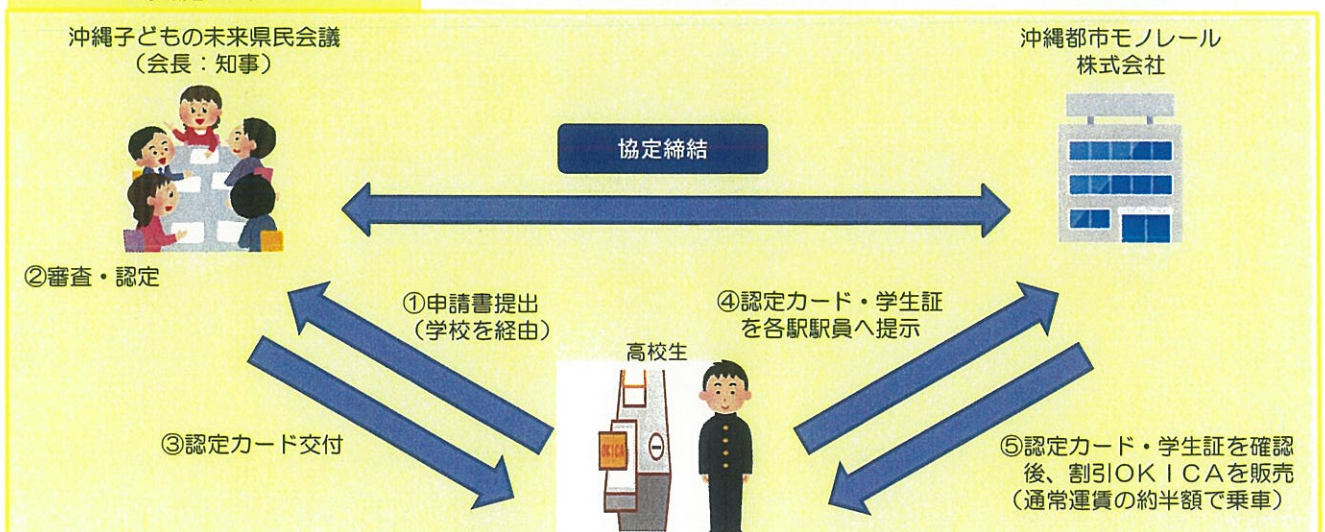 沖縄子どもの未来県民会議
（会長：知事）
沖縄都市モノレール
株式会社
協定締結
②審査・認定
①申請書提出
（学校を経由）
④認定カード・学生証
を各駅駅員へ提示
高校生
OKICA
③認定カード交付
⑤認定カード・学生証を確認
後、割引OKICAを販売
（通常運賃の約半額で乗車）